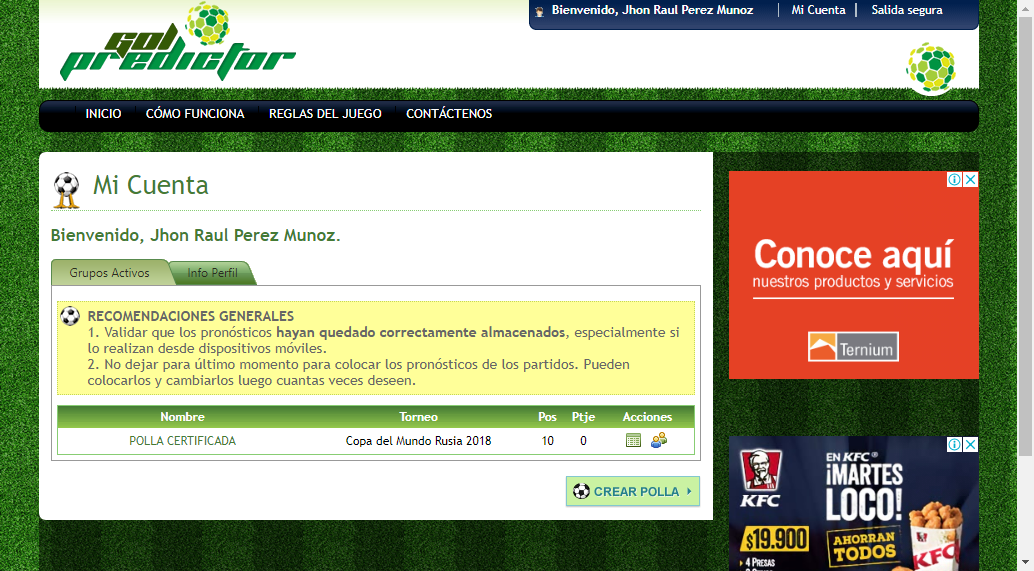 Bienvenido, Jhon Raul Perez Munoz | Mi Cuenta | Salida segura
Gol
predictor
INICIO CÓMO FUNCIONA REGLAS DEL JUEGO CONTÁCTENOS
Mi Cuenta
Bienvenido, Jhon Raul Perez Munoz.
Grupos Activos Info Perfil
RECOMENDACIONES GENERALES
1. Validar que los pronósticos hayan quedado correctamente almacenados, especialmente si
lo realizan desde dispositivos móviles.
2. No dejar para último momento para colocar los pronósticos de los partidos. Pueden
colocarlos y cambiarlos luego cuantas veces deseen.
Nombre Torneo Pos Ptje Acciones
POLLA CERTIFICADA Copa del Mundo Rusia 2018 10 0
CREAR POLLA
Conoce aquí
nuestros productos y servicios
Ternium
KFC
EN KFC®
¡MARTES
LOCO!
$19.900
AHORRAN
TODOS
4 PRESAS
KFC